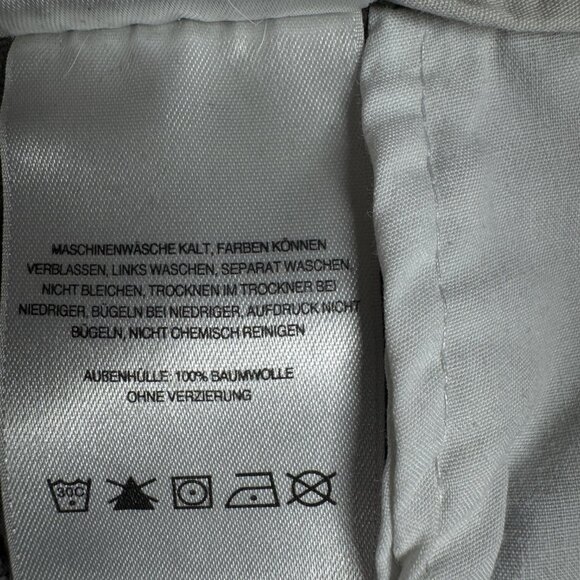 MASCHINENWÄSCHE KALT, FARBEN KÖNNEN
VERBLASSEN, LINKS WASCHEN, SEPARAT WASCHEN,
NICHT BLEICHEN, TROCKNEN IM TROCKNER BEI
NIEDRIGER, BÜGELN BEI NIEDRIGER, AUFDRUCK NICHT
BÜGELN, NICHT CHEMISCH REINIGEN
AUßENHÜLLE: 100% BAUMWOLLE
OHNE VERZIERUNG
30C